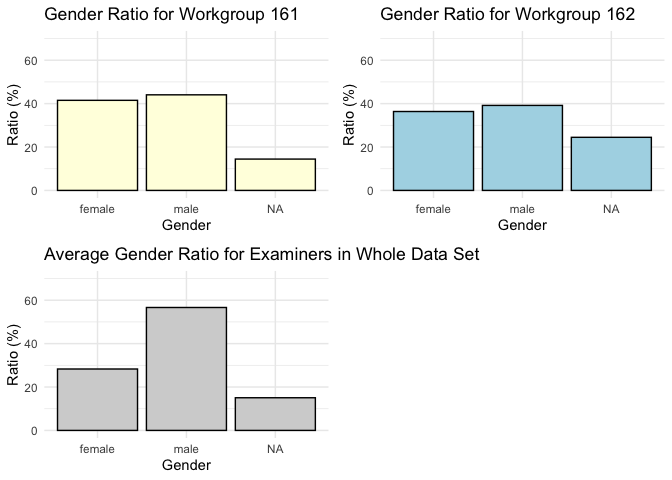 Gender Ratio for Workgroup 161
Ratio (%)
60
40
20
0
female male NA
Gender
Gender Ratio for Workgroup 162
Ratio (%)
60
40
20
0
female male NA
Gender
Average Gender Ratio for Examiners in Whole Data Set
Ratio (%)
60
40
20
0
female male NA
Gender